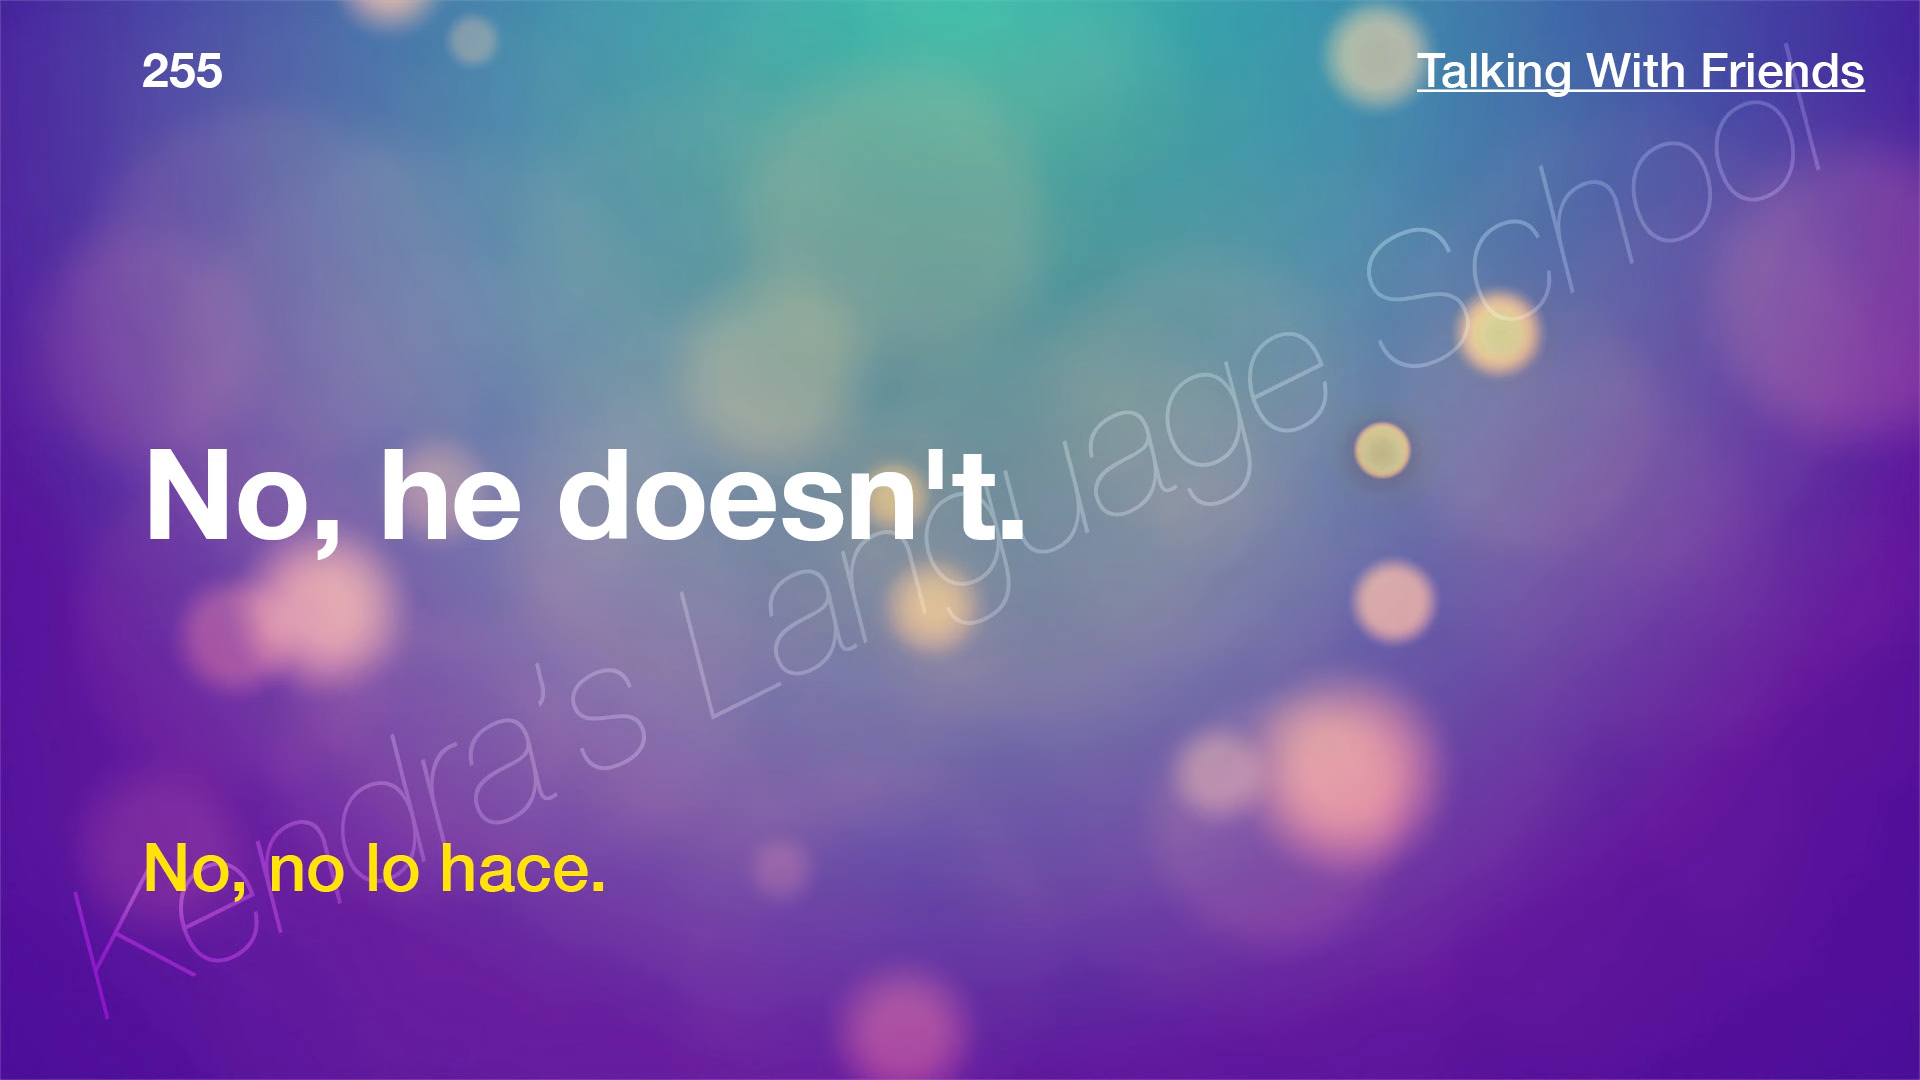 255
Talking With Friends
No, he doesn't.
No, no lo hace.
Kendra’s Language School